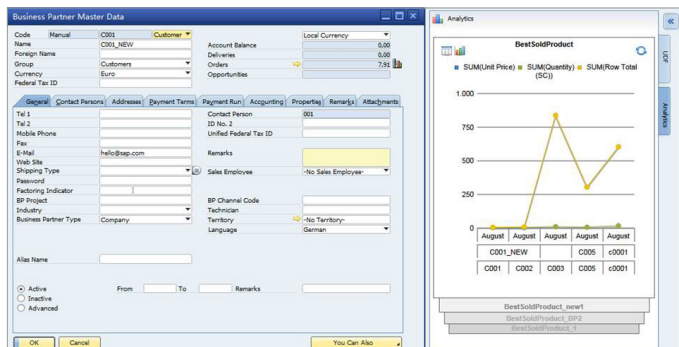 Business Partner Master Data
Code Manual C001 Customer Local Currency
Name C001_NEW Account Balance 0,00
Foreign Name Deliveries 0,00
Group Customers Orders 7,91
Currency Euro Opportunities
Federal Tax ID
General Contact Persons Addresses Payment Terms Payment Run Accounting Properties Remarks Attachments
Tel 1 Contact Person 001
Tel 2 ID No. 2
Mobile Phone Unified Federal Tax ID
Fax
E-Mail hello@sap.com Remarks
Web Site
Shipping Type Sales Employee -No Sales Employee-
Password
Factoring Indicator
BP Project BP Channel Code
Industry Technician
Business Partner Type Company Territory -No Territory-
Language German
Alias Name
Active From To Remarks
Inactive
Advanced
OK Cancel You Can Also
Analytics
BestSoldProduct
SUM(Unit Price) SUM(Quantity) SUM(Row Total
(SC))
1.000
750
500
250
0
August August August August August
C001_NEW C005 c0001
C001 C002 C003 C005 c0001
BestSoldProduct_new1
BestSoldProduct_BP2
BestSoldProduct_1
UDF
Analytics